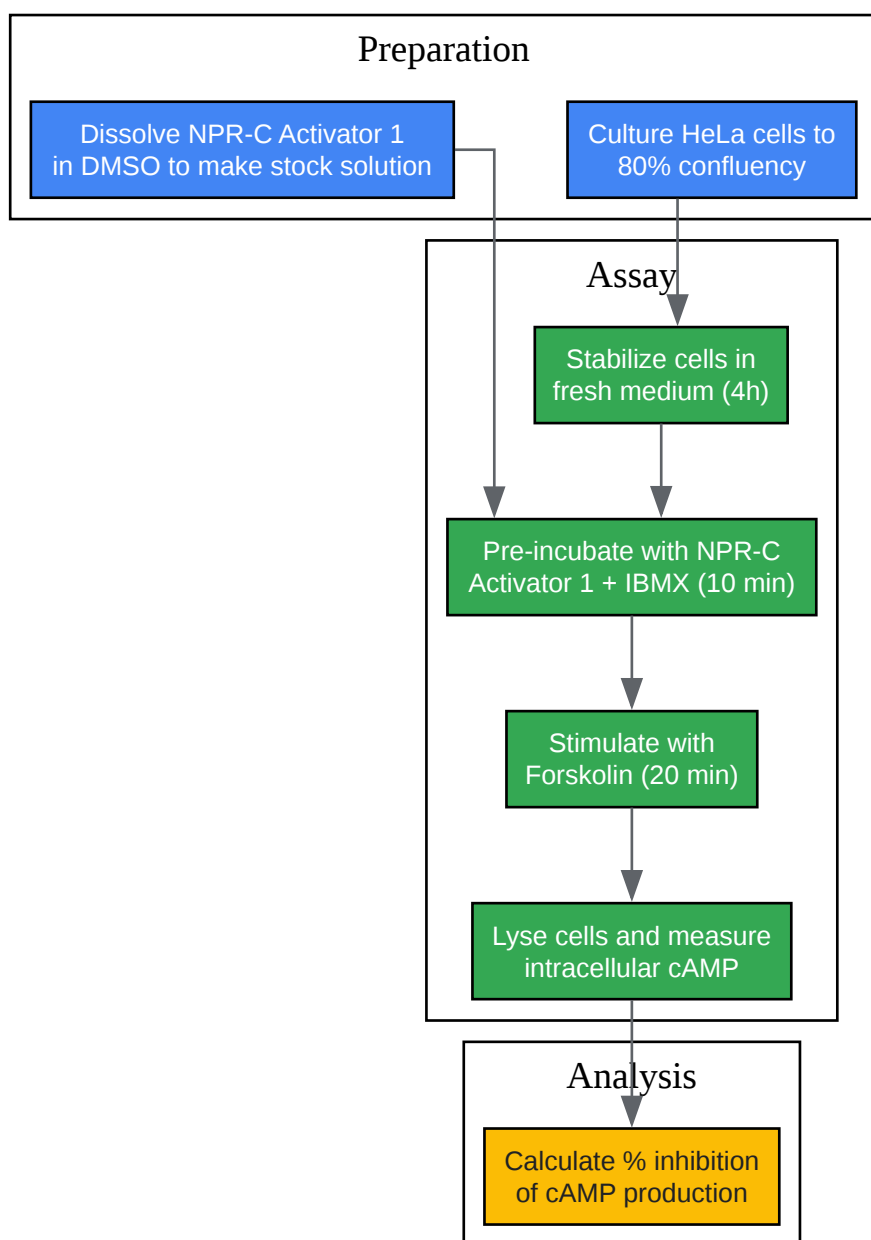 Preparation
Dissolve NPR-C Activator 1
in DMSO to make stock solution
Culture HeLa cells to
80% confluency
Assay
Stabilize cells in
fresh medium (4h)
Pre-incubate with NPR-C
Activator 1 + IBMX (10 min)
Stimulate with
Forskolin (20 min)
Lyse cells and measure
intracellular cAMP
Analysis
Calculate % inhibition
of cAMP production